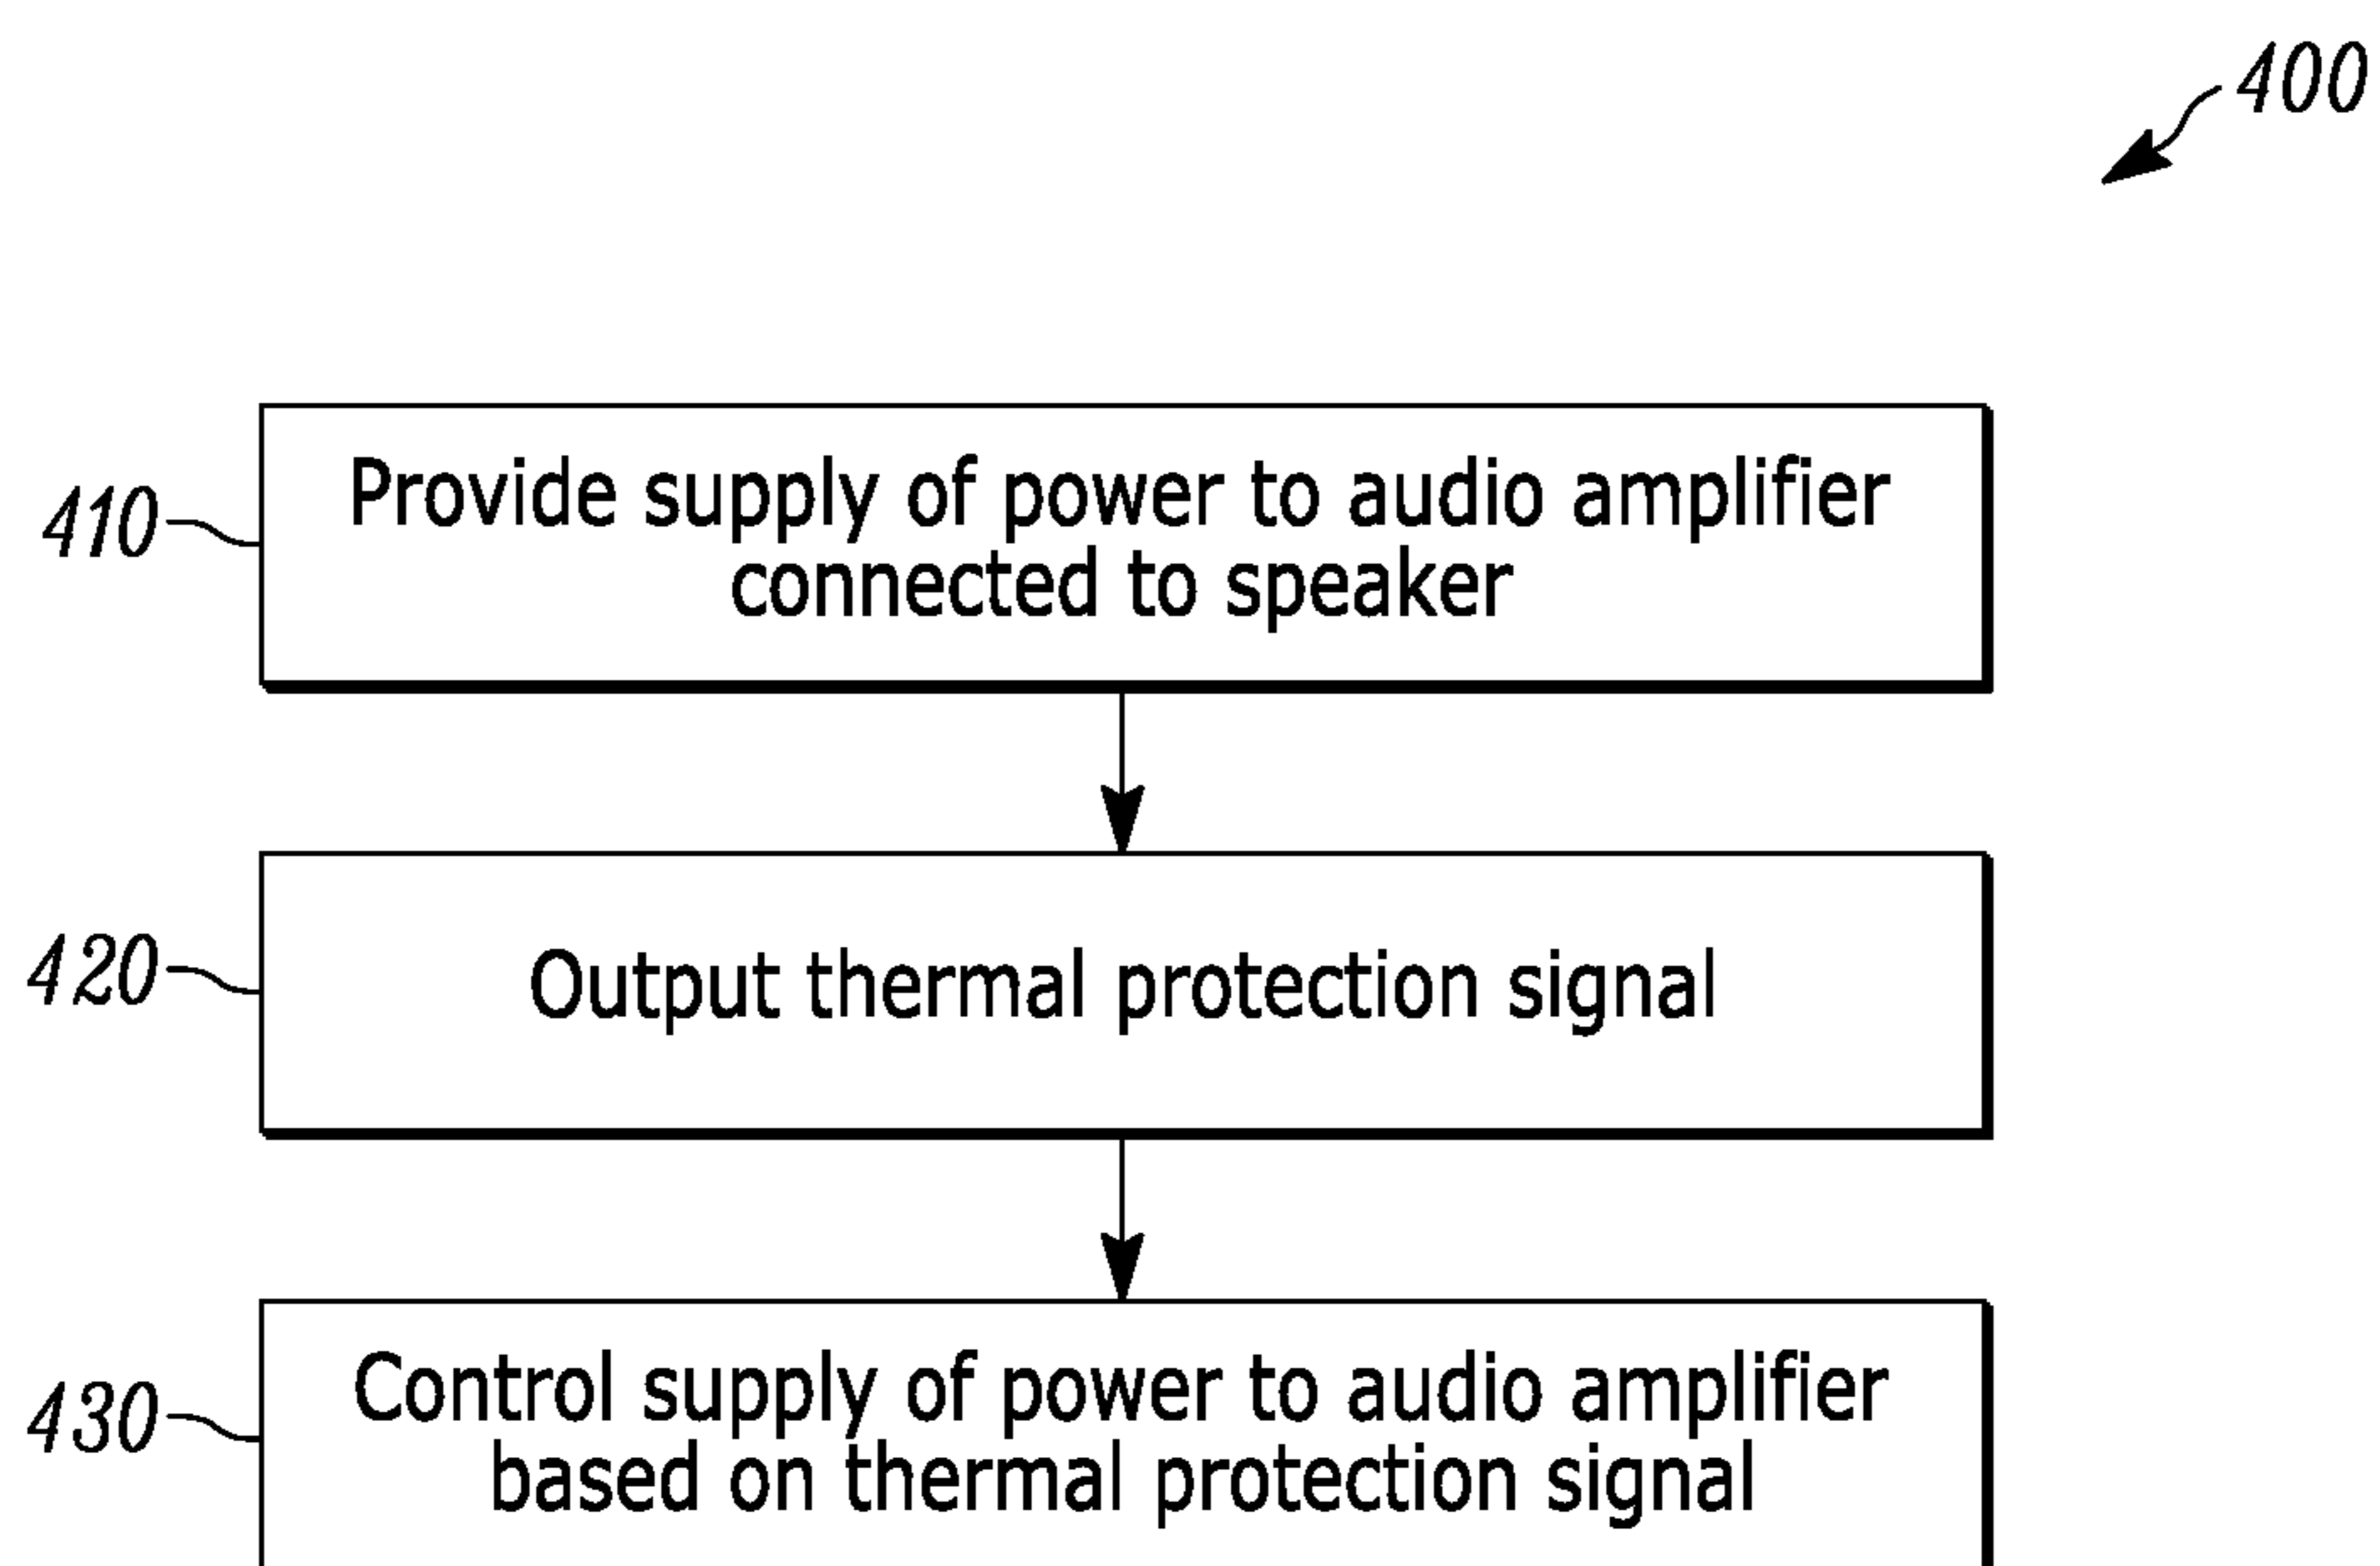 400
410
Provide supply of power to audio amplifier
connected to speaker
420
Output thermal protection signal
430
Control supply of power to audio amplifier
based on thermal protection signal